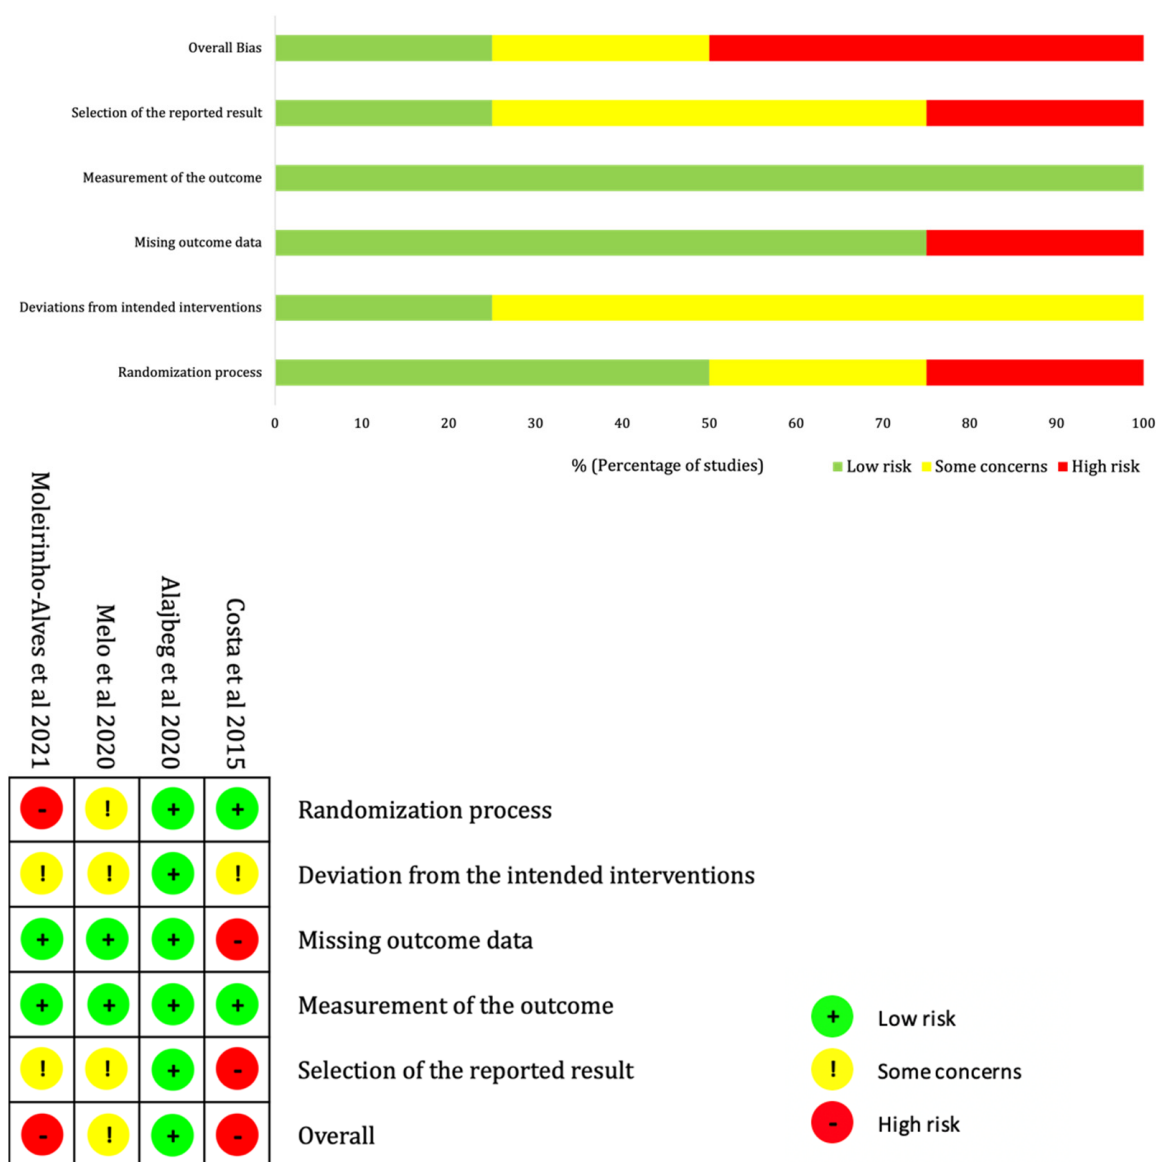 Overall Bias
Selection of the reported result
Measurement of the outcome
Mising outcome data
Deviations from intended interventions
Randomization process
0 10 20 30 40 50 60 70 80 90 100
% (Percentage of studies)
Low risk Some concerns High risk
Moleirinho-Alves et al 2021
Melo et al 2020
Alajbeg et al 2020
Costa et al 2015
- ! + + Randomization process
! ! + ! Deviation from the intended interventions
+ + + - Missing outcome data
+ + + + Measurement of the outcome
! ! + - Selection of the reported result
- ! + - Overall
+ Low risk
! Some concerns
- High risk